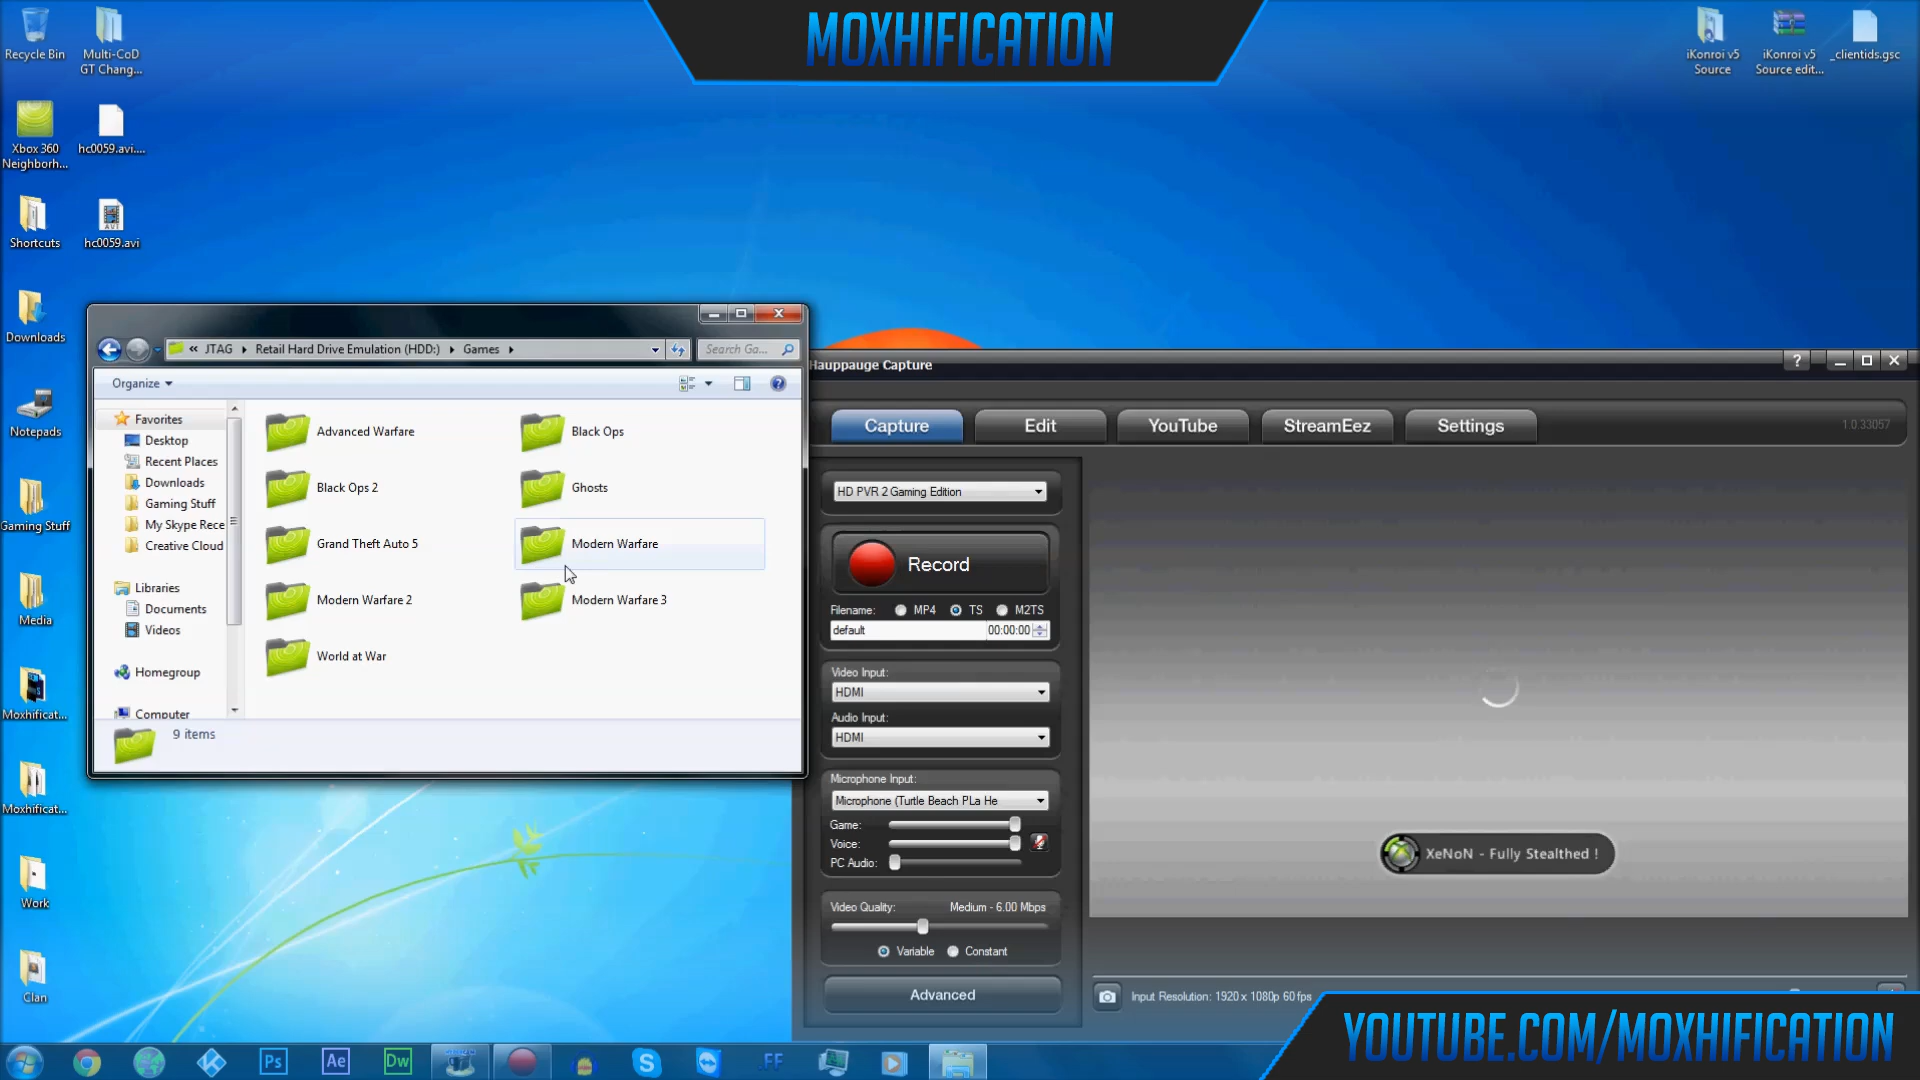 MOXHIFICATION
Recycle Bin
Multi-CoD
GT Chang...
iKonroi v5
Source
iKonroi v5
Source edit...
_clientids.gsc
Xbox 360
Neighborh...
hc0059.avi....
Shortcuts
hc0059.avi
Downloads
Notepads
Gaming Stuff
Media
Moxhificat...
Moxhificat...
Work
Clan
« JTAG Retail Hard Drive Emulation (HDD:) Games
Search Ga...
Organize
Favorites
Desktop
Recent Places
Downloads
Gaming Stuff
My Skype Rece
Creative Cloud
Libraries
Documents
Videos
Homegroup
Computer
Advanced Warfare
Black Ops
Black Ops 2
Ghosts
Grand Theft Auto 5
Modern Warfare
Modern Warfare 2
Modern Warfare 3
World at War
9 items
Hauppauge Capture
?
Capture
Edit
YouTube
StreamEez
Settings
1.0.33057
HD PVR 2 Gaming Edition
Record
Filename: MP4 TS M2TS
default 00:00:00
Video Input:
HDMI
Audio Input:
HDMI
Microphone Input:
Microphone (Turtle Beach PLa He
Game:
Voice:
PC Audio:
Video Quality: Medium - 6.00 Mbps
Variable Constant
Advanced
XeNoN - Fully Stealthed !
Input Resolution: 1920 x 1080p 60 fps
YOUTUBE.COM/MOXHIFICATION
Ps
Ae
Dw
.FF